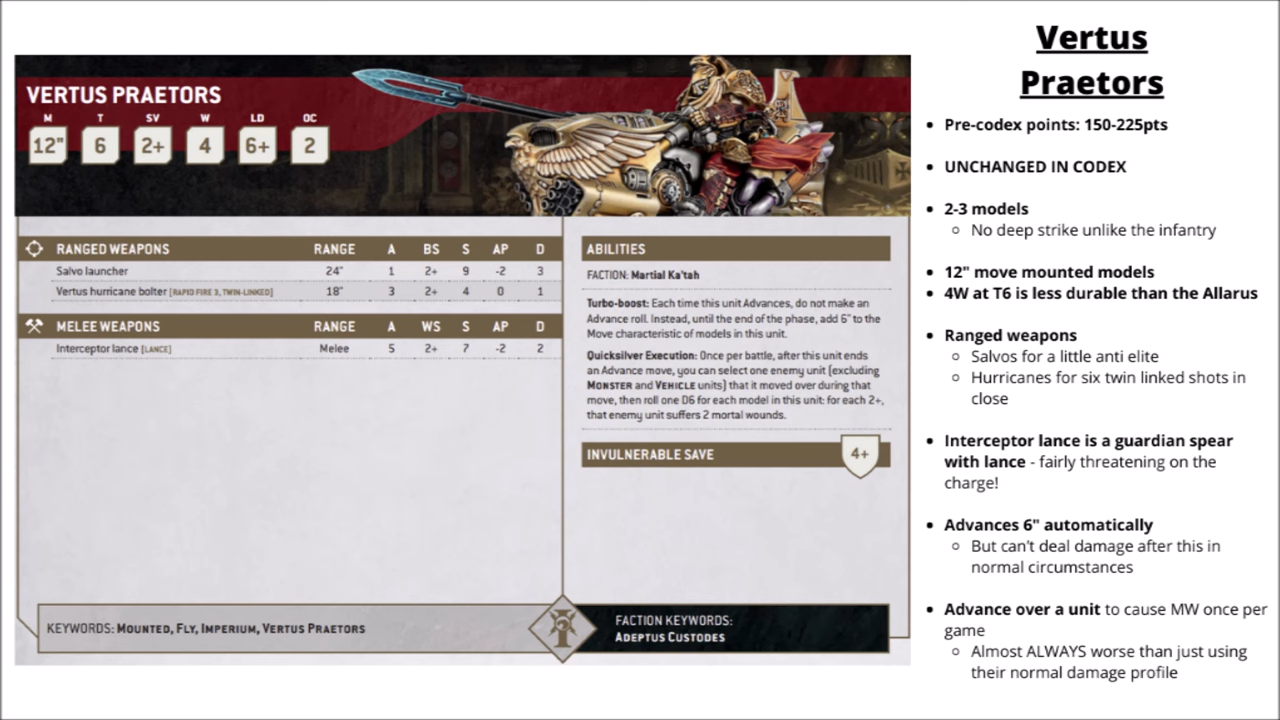 VERTUS PRAETORS
M T SV W LD OC
12" 6 2+ 4 6+ 2
RANGED WEAPONS RANGE A BS S AP D
Salvo launcher 24" 1 2+ 9 -2 3
Vertus hurricane bolter [RAPID FIRE 3, TWIN-LINKED] 18" 3 2+ 4 0 1
MELEE WEAPONS RANGE A WS S AP D
Interceptor lance [LANCE] Melee 5 2+ 7 -2 2
ABILITIES
FACTION: Martial Ka'tah
Turbo-boost: Each time this unit Advances, do not make an
Advance roll. Instead, until the end of the phase, add 6" to the
Move characteristic of models in this unit.
Quicksilver Execution: Once per battle, after this unit ends
an Advance move, you can select one enemy unit (excluding
MONSTER and VEHICLE units) that it moved over during that
move, then roll one D6 for each model in this unit: for each 2+,
that enemy unit suffers 2 mortal wounds.
INVULNERABLE SAVE 4+
KEYWORDS: MOUNTED, FLY, IMPERIUM, VERTUS PRAETORS
FACTION KEYWORDS:
ADEPTUS CUSTODES
Vertus
Praetors
• Pre-codex points: 150-225pts
• UNCHANGED IN CODEX
• 2-3 models
○ No deep strike unlike the infantry
• 12" move mounted models
• 4W at T6 is less durable than the Allarus
• Ranged weapons
○ Salvos for a little anti elite
○ Hurricanes for six twin linked shots in
close
• Interceptor lance is a guardian spear
with lance - fairly threatening on the
charge!
• Advances 6" automatically
○ But can't deal damage after this in
normal circumstances
• Advance over a unit to cause MW once per
game
○ Almost ALWAYS worse than just using
their normal damage profile